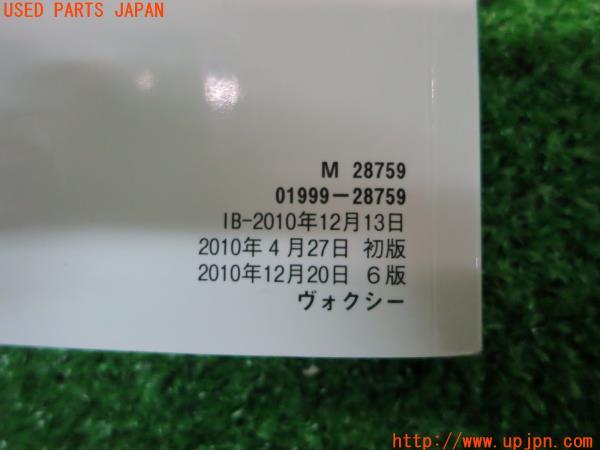 USED PARTS JAPAN
M 28759
01999−28759
IB-2010年12月13日
2010年4月27日 初版
2010年12月20日 6版
ヴォクシー
http://www.upjpn.com/